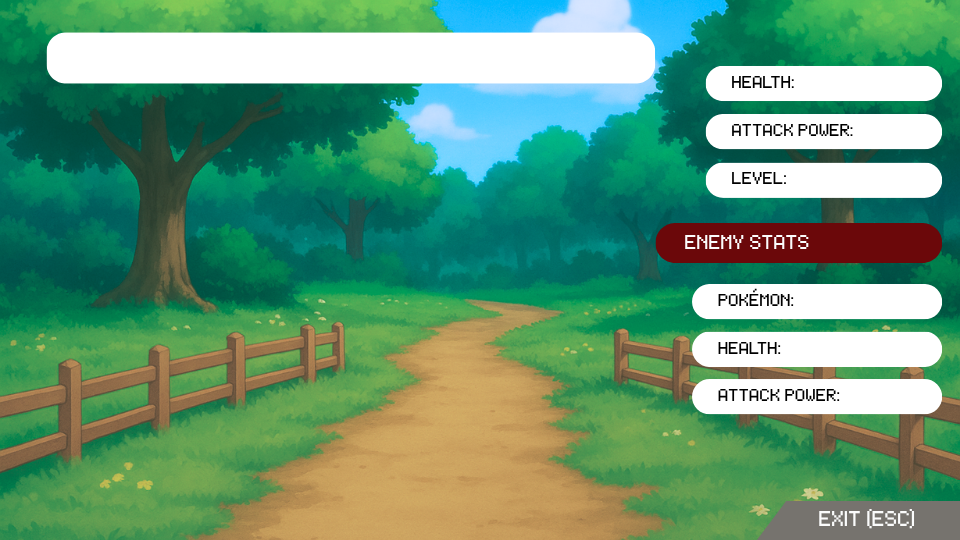 HEALTH:
ATTACK POWER:
LEVEL:
ENEMY STATS
POKÉMON:
HEALTH:
ATTACK POWER:
EXIT (ESC)